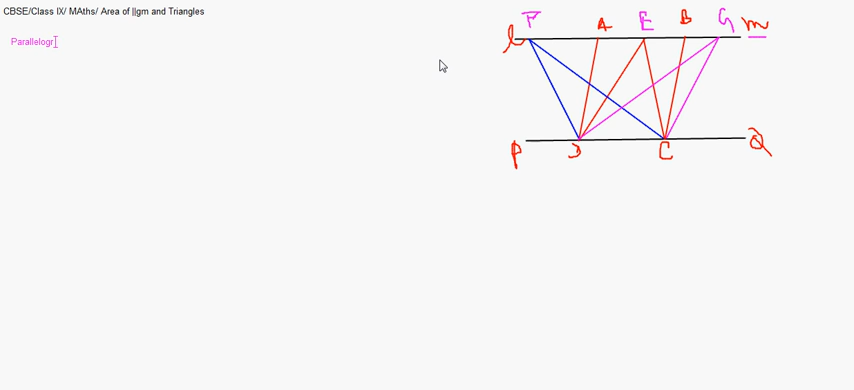 CBSE/Class IX/ MAths/ Area of ||gm and Triangles
Parallelogr
F A E B G
l m
P D C Q